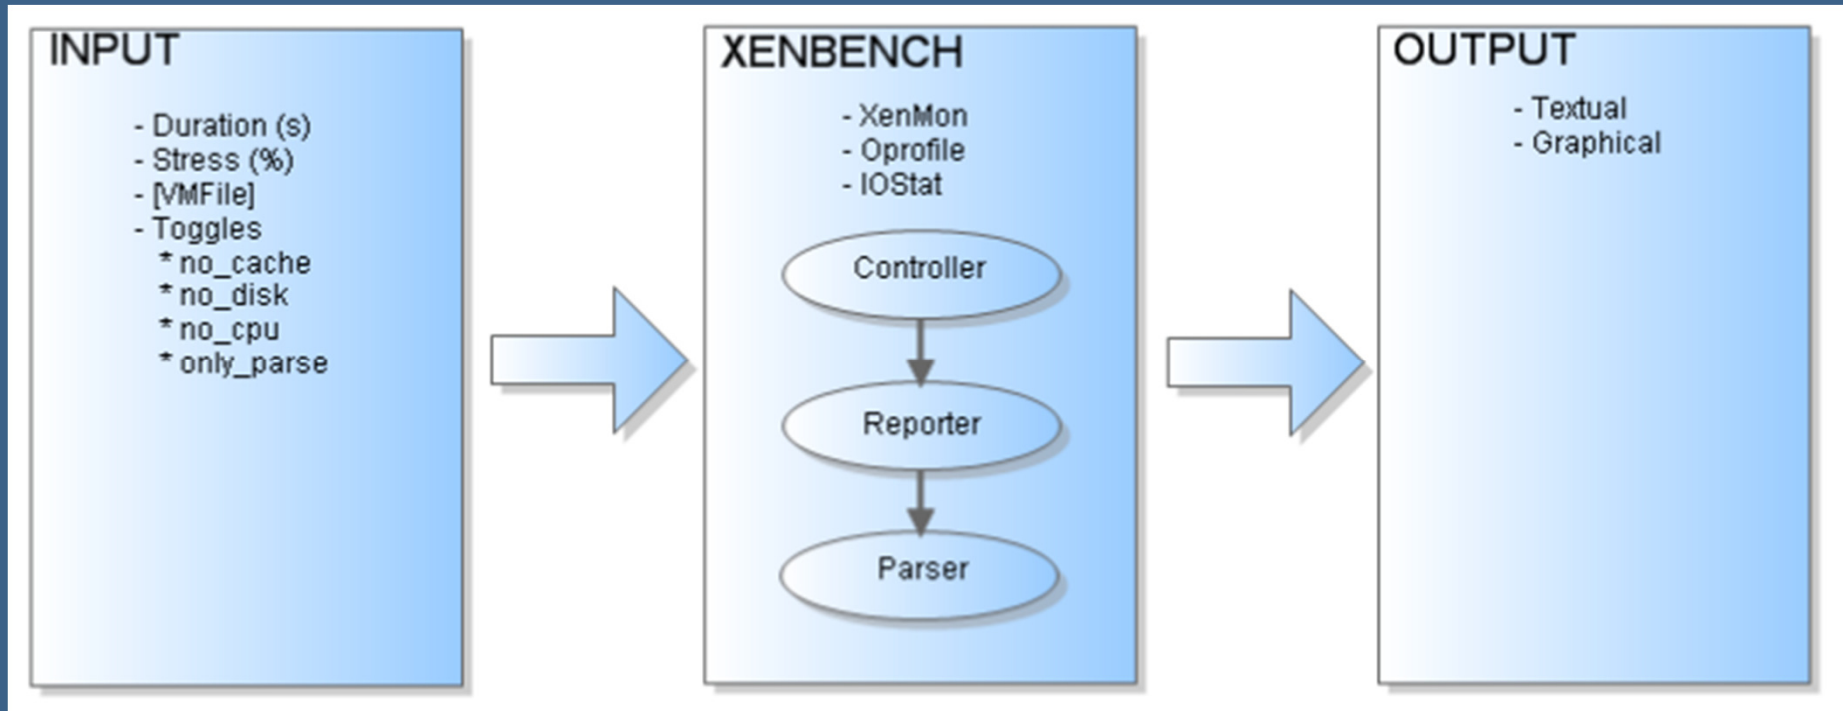 INPUT
- Duration (s)
- Stress (%)
- [VMFile]
- Toggles
* no_cache
* no_disk
* no_cpu
* only_parse
XENBENCH
- XenMon
- Oprofile
- IOStat
Controller
Reporter
Parser
OUTPUT
- Textual
- Graphical